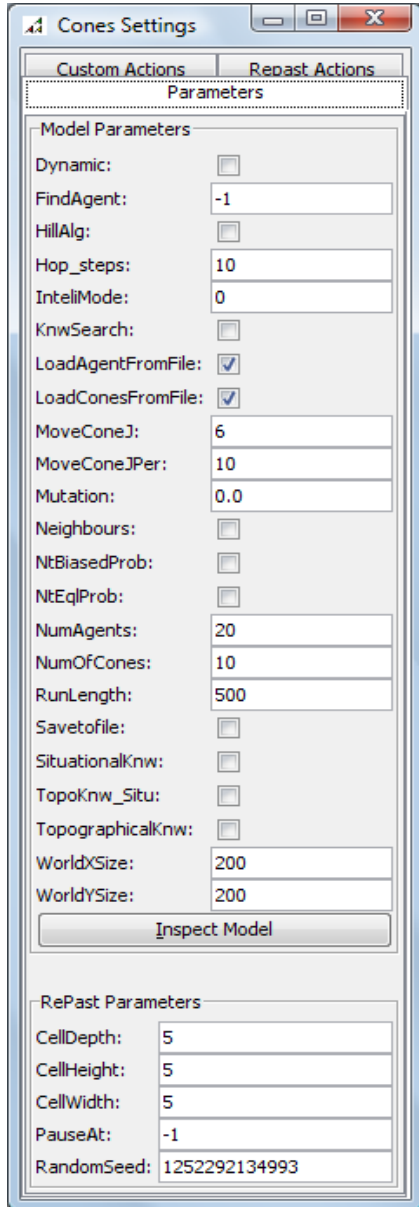 Cones Settings
Custom Actions Repast Actions
Parameters
Model Parameters
Dynamic:
FindAgent: -1
HillAlg:
Hop_steps: 10
InteliMode: 0
KnwSearch:
LoadAgentFromFile:
LoadConesFromFile:
MoveConeJ: 6
MoveConeJPer: 10
Mutation: 0.0
Neighbours:
NtBiasedProb:
NtEqlProb:
NumAgents: 20
NumOfCones: 10
RunLength: 500
Savetofile:
SituationalKnw:
TopoKnw_Situ:
TopographicalKnw:
WorldXSize: 200
WorldYSize: 200
Inspect Model
RePast Parameters
CellDepth: 5
CellHeight: 5
CellWidth: 5
PauseAt: -1
RandomSeed: 1252292134993